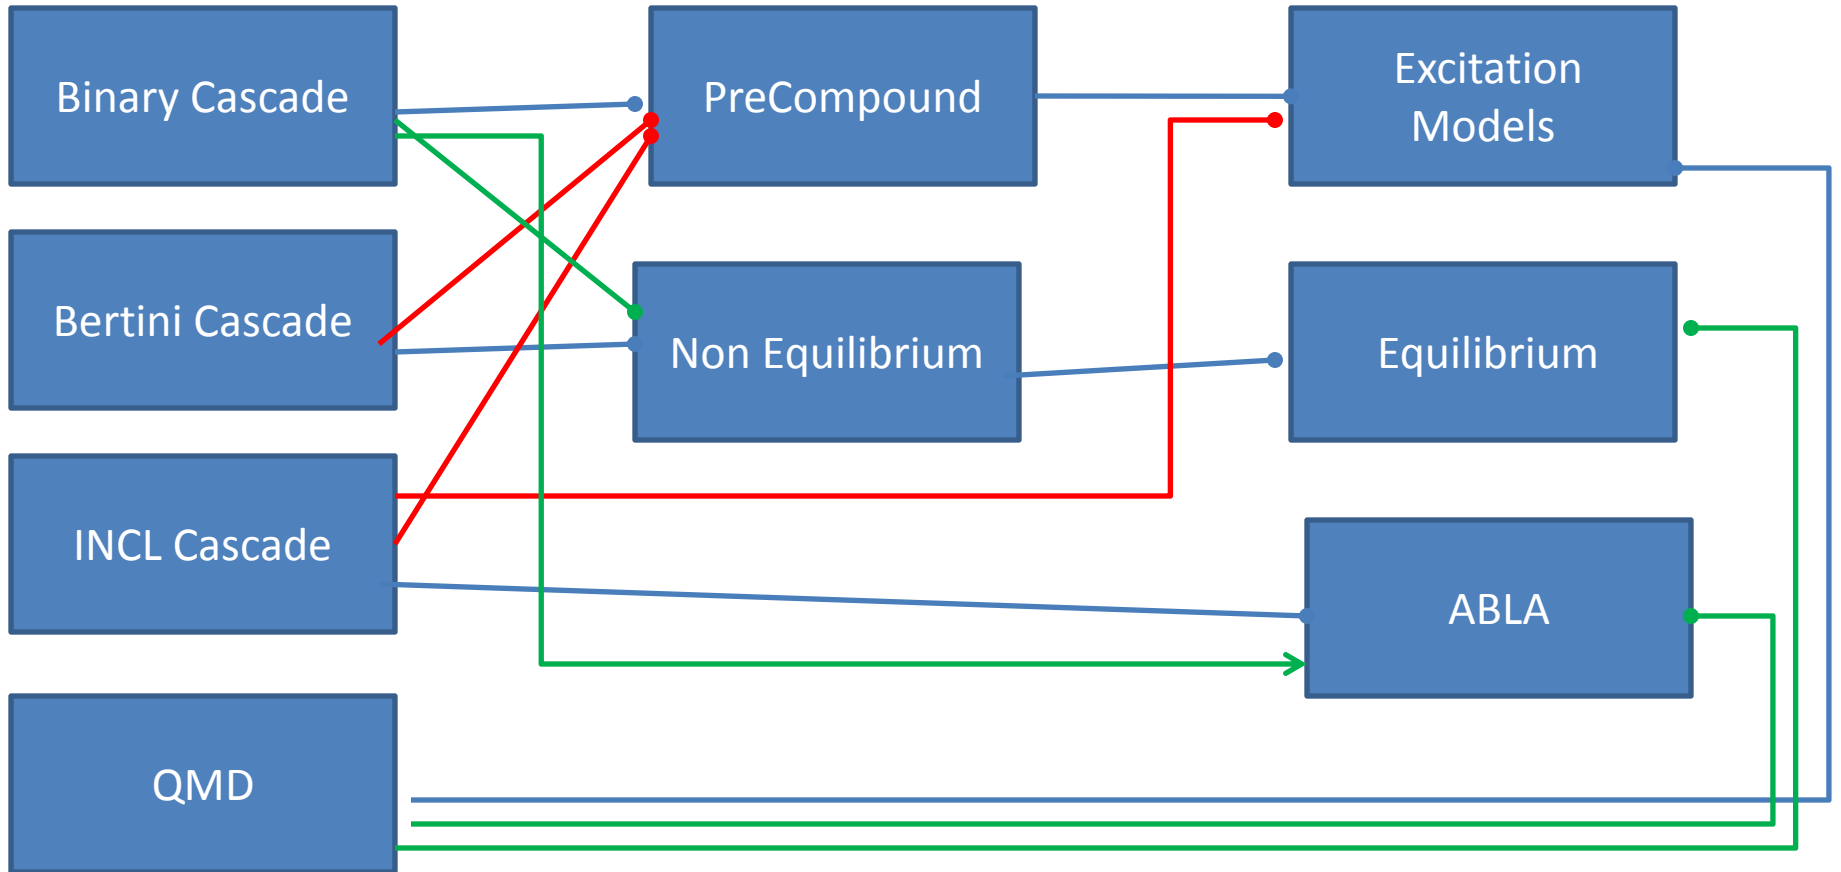 Binary Cascade
PreCompound
Excitation
Models
Bertini Cascade
Non Equilibrium
Equilibrium
INCL Cascade
ABLA
QMD